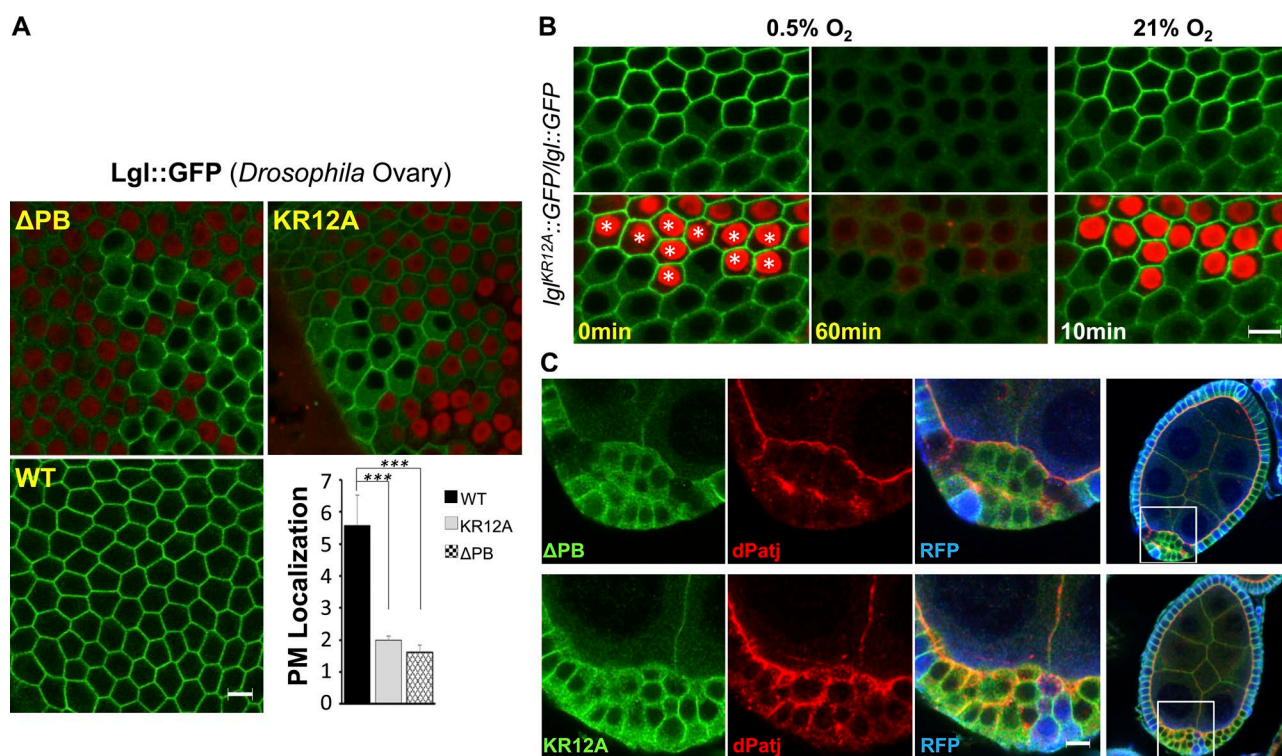 A
Lgl::GFP (Drosophila Ovary)
ΔPB
KR12A
WT
PM Localization
7
6
5
4
3
2
1
0
***
***
WT
KR12A
ΔPB
B
0.5% O₂
21% O₂
lglᴷᴿ¹²ᴬ::GFP/lgl::GFP
* * * * * *
* * *
*
0min
60min
10min
C
ΔPB
dPatj
RFP
KR12A
dPatj
RFP